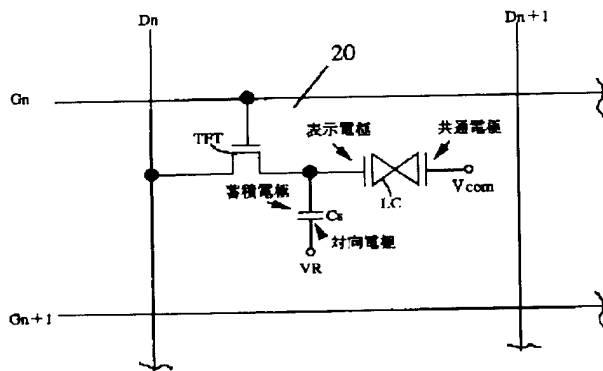 Dn
Dn+1
20
Gn
TFT
表示電極
共通電極
LC
Vcom
蓄積電極
Cs
対向電極
VR
Gn+1